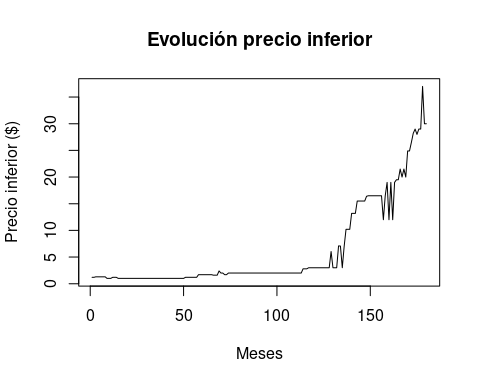 Evolución precio inferior
Precio inferior ($)
30
20
10
5
0
0 50 100 150
Meses